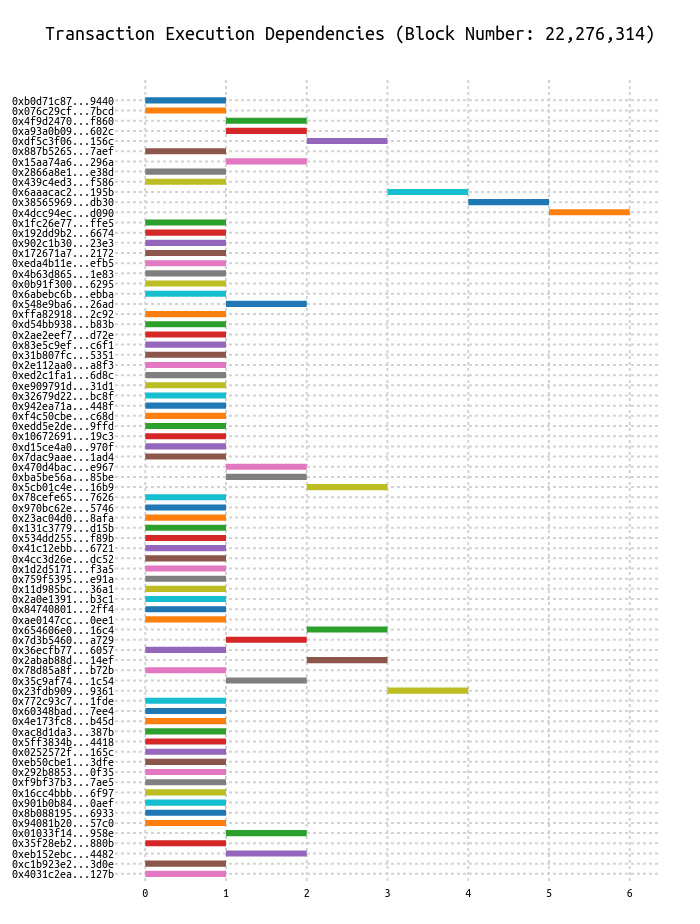 Transaction Execution Dependencies (Block Number: 22,276,314)
0xb0d71c87...9440
0x076c29cf...7bcd
0x4f9d2470...f860
0xa93a0b09...602c
0xdf5c3f06...156c
0x887b5265...7aef
0x15aa74a6...296a
0x2866a8e1...e38d
0x439c4ed3...f586
0x6aaacac2...195b
0x38565969...db30
0x4dcc94ec...d090
0x1fc26e77...ffe5
0x192dd9b2...6674
0x902c1b30...23e3
0x172671a7...2172
0xeda4b11e...efb5
0x4b63d865...1e83
0x0b91f300...6295
0x6abebc6b...ebba
0x548e9ba6...26ad
0xffa82918...2c92
0xd54bb938...b83b
0x2ae2eef7...d72e
0x83e5c9ef...c6f1
0x31b807fc...5351
0x2e112aa0...a8f3
0xed2c1fa1...6d8c
0xe909791d...31d1
0x32679d22...bc8f
0x942ea71a...448f
0xf4c50cbe...c68d
0xedd5e2de...9ffd
0x10672691...19c3
0xd15ce4a0...970f
0x7dac9aae...1ad4
0x470d4bac...e967
0xba5be56a...85be
0x5cb01c4e...16b9
0x78cefe65...7626
0x970bc62e...5746
0x23ac04d0...8afa
0x131c3779...d15b
0x534dd255...f89b
0x41c12ebb...6721
0x4cc3d26e...dc52
0x1d2d5171...f3a5
0x759f5395...e91a
0x11d985bc...36a1
0x2a0e1391...b3c1
0x84740801...2ff4
0xae0147cc...0ee1
0x654606e0...16c4
0x7d3b5460...a729
0x36ecfb77...6057
0x2abab88d...14ef
0x78d85a8f...b72b
0x35c9af74...1c54
0x23fdb909...9361
0x772c93c7...1fde
0x60348bad...7ee4
0x4e173fc8...b45d
0xac8d1da3...387b
0x5ff3834b...4418
0x0252572f...165c
0xeb50cbe1...3dfe
0x292b8853...0f35
0xf9bf37b3...7ae5
0x16cc4bbb...6f97
0x901b0b84...0aef
0x8b088195...6933
0x94081b20...57c0
0x01033f14...958e
0x35f28eb2...880b
0xeb152ebc...4482
0xc1b923e2...3d0e
0x4031c2ea...127b
0 1 2 3 4 5 6